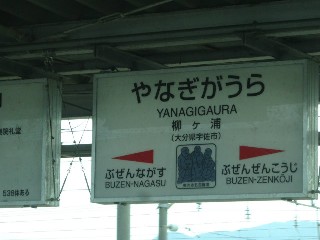 やなぎがうら
YANAGIGAURA
柳ヶ浦
(大分県宇佐市)
ぶぜんながす
BUZEN-NAGASU
ぶぜんぜんこうじ
BUZEN-ZENKŌJI